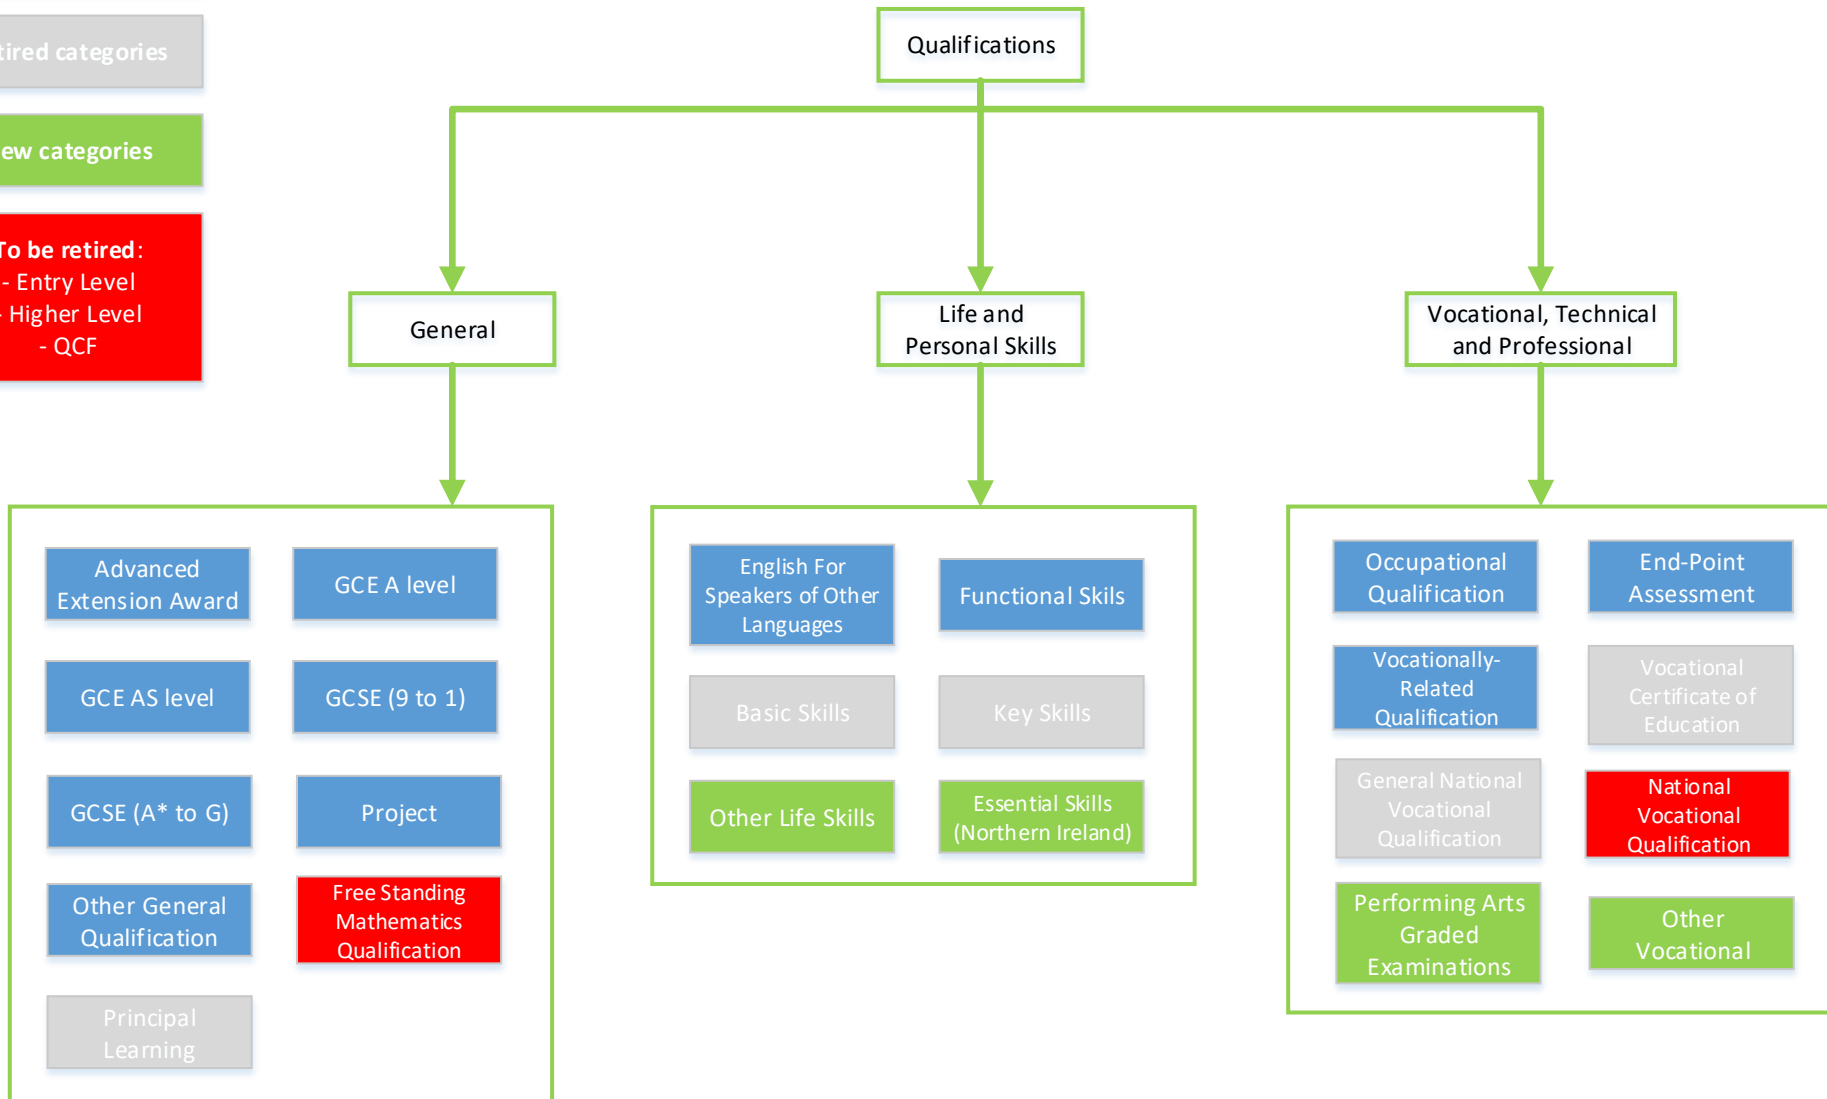 Qualifications
tired categories
ew categories
To be retired:
- Entry Level
- Higher Level
- QCF
General
Life and
Personal Skills
Vocational, Technical
and Professional
Advanced
Extension Award
GCE A level
GCE AS level
GCSE (9 to 1)
GCSE (A* to G)
Project
Other General
Qualification
Free Standing
Mathematics
Qualification
Principal
Learning
English For
Speakers of Other
Languages
Functional Skils
Basic Skills
Key Skills
Other Life Skills
Essential Skills
(Northern Ireland)
Occupational
Qualification
End-Point
Assessment
Vocationally-
Related
Qualification
Vocational
Certificate of
Education
General National
Vocational
Qualification
National
Vocational
Qualification
Performing Arts
Graded
Examinations
Other
Vocational